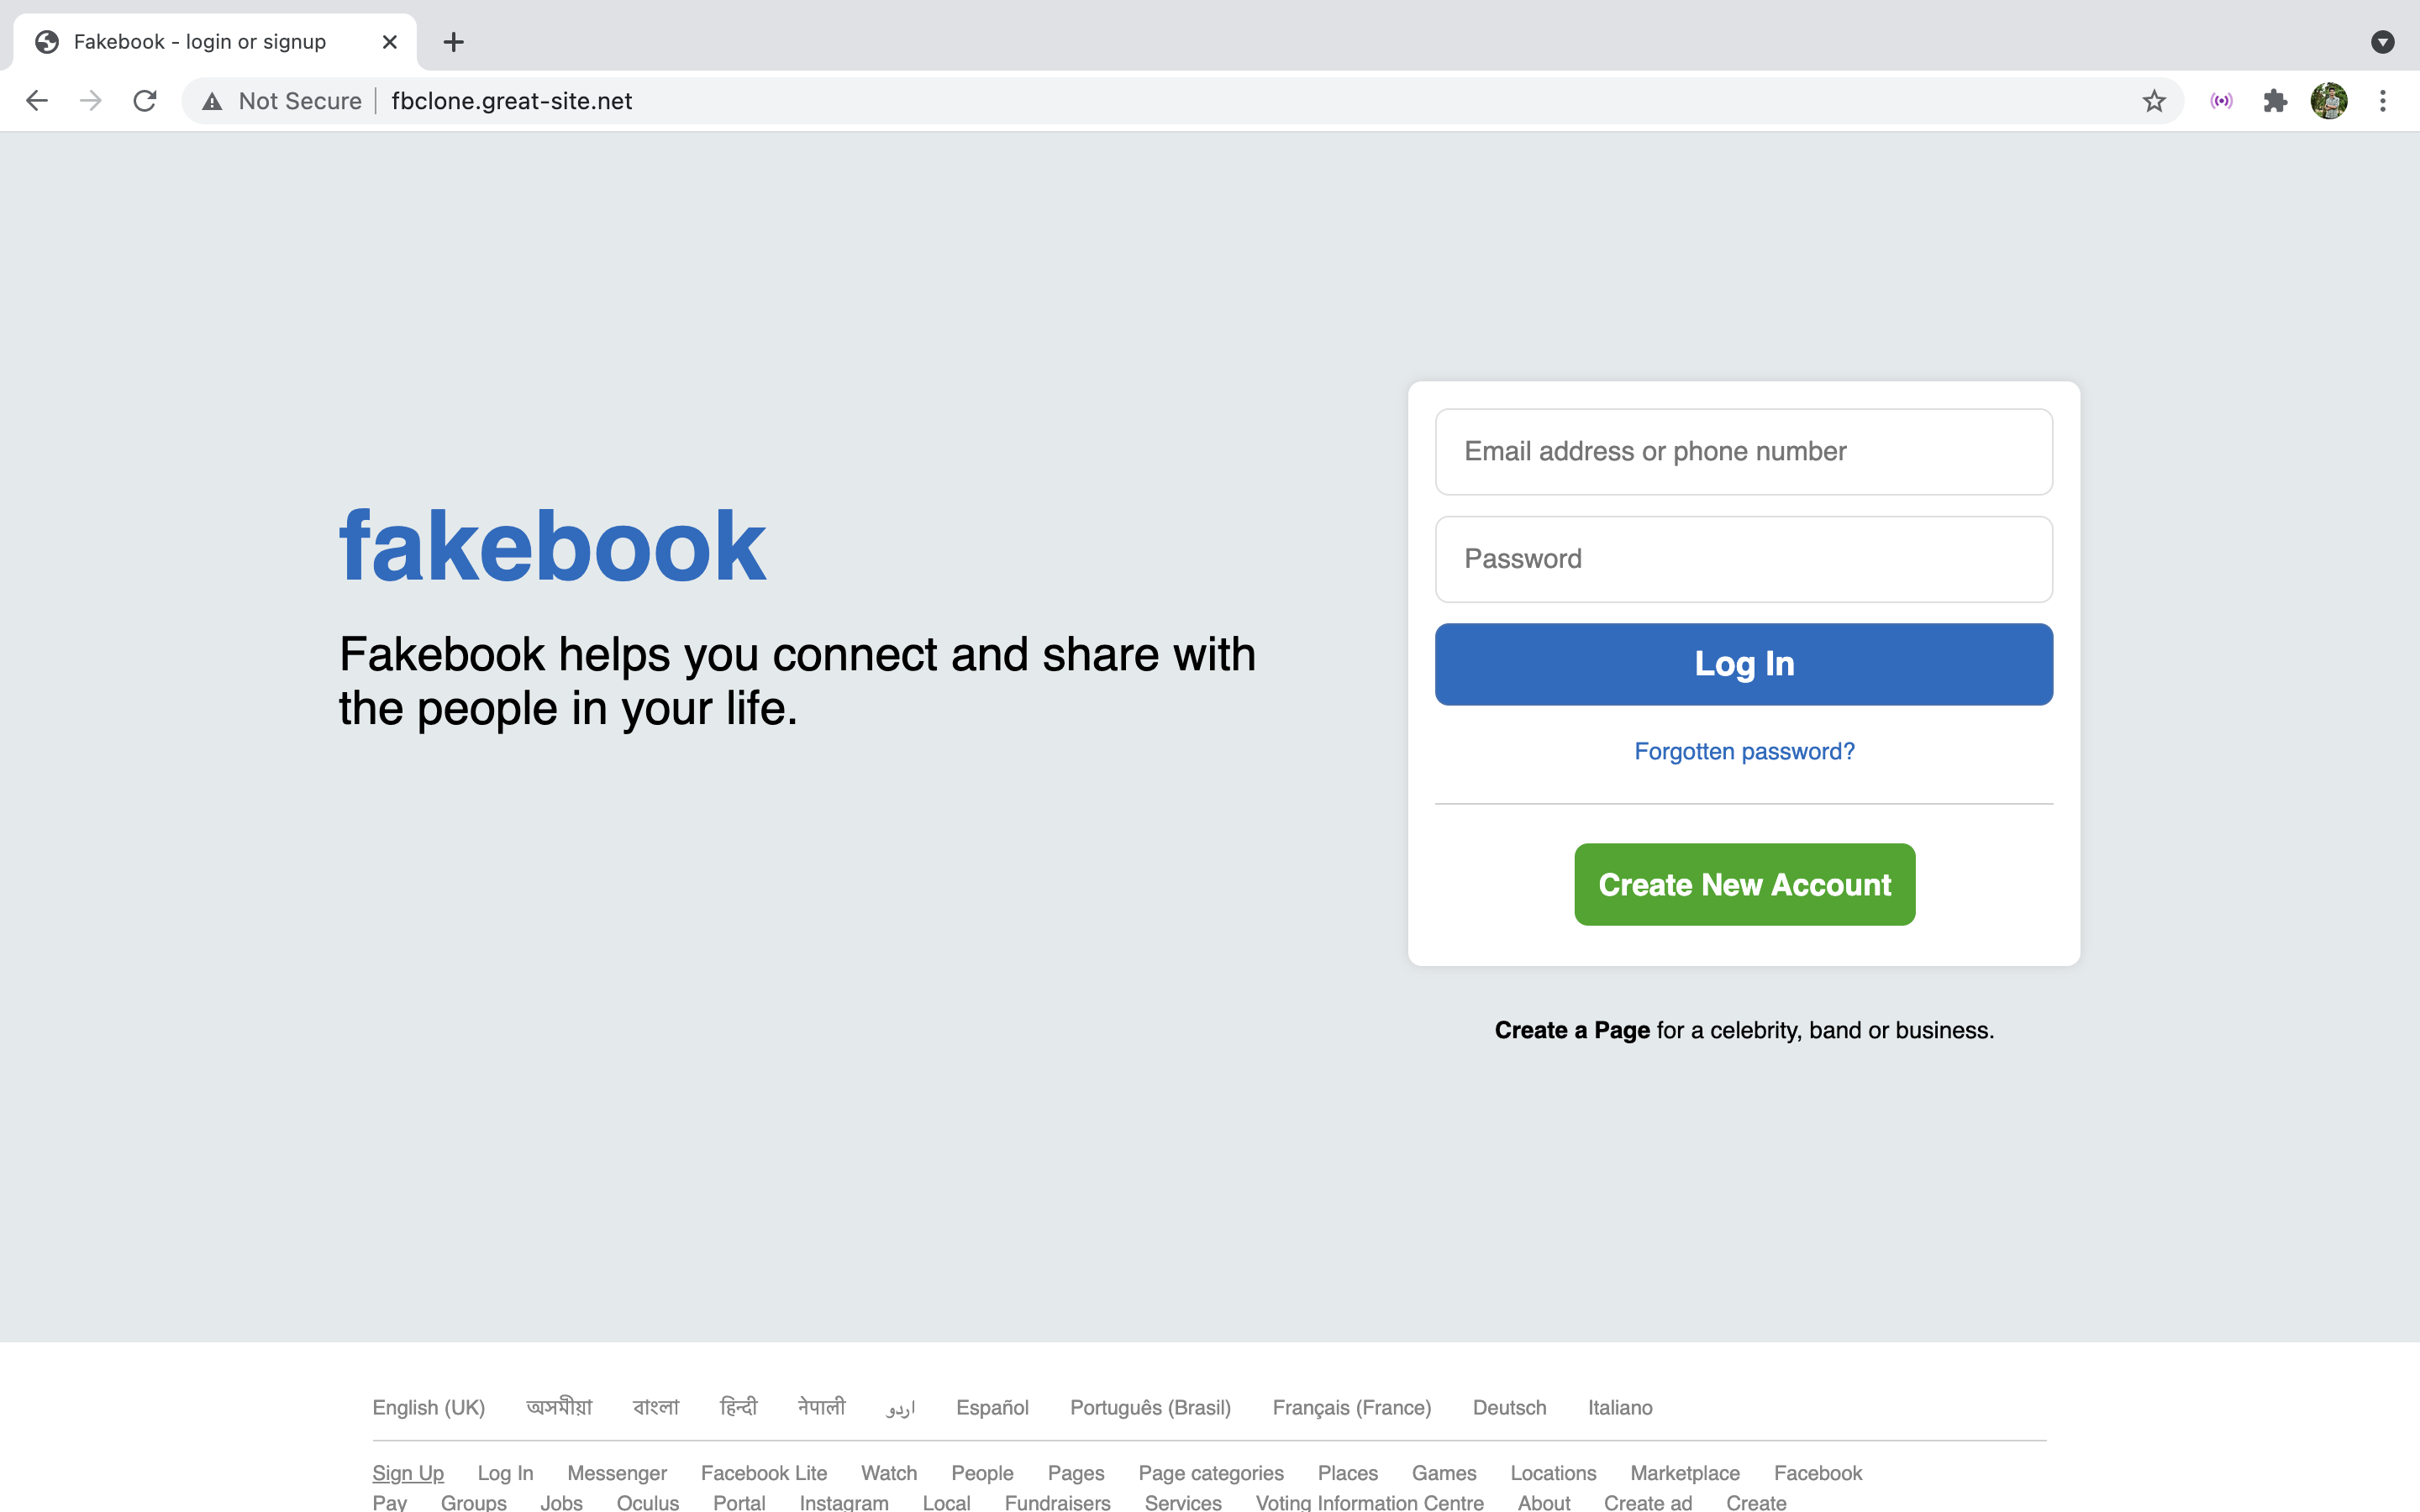 Fakebook - login or signup
Not Secure fbclone.great-site.net
fakebook
Fakebook helps you connect and share with
the people in your life.
Email address or phone number
Password
Log In
Forgotten password?
Create New Account
Create a Page for a celebrity, band or business.
English (UK) অসমীয়া বাংলা हिन्दी नेपाली اردو Español Português (Brasil) Français (France) Deutsch Italiano
Sign Up Log In Messenger Facebook Lite Watch People Pages Page categories Places Games Locations Marketplace Facebook
Pay Groups Jobs Oculus Portal Instagram Local Fundraisers Services Voting Information Centre About Create ad Create